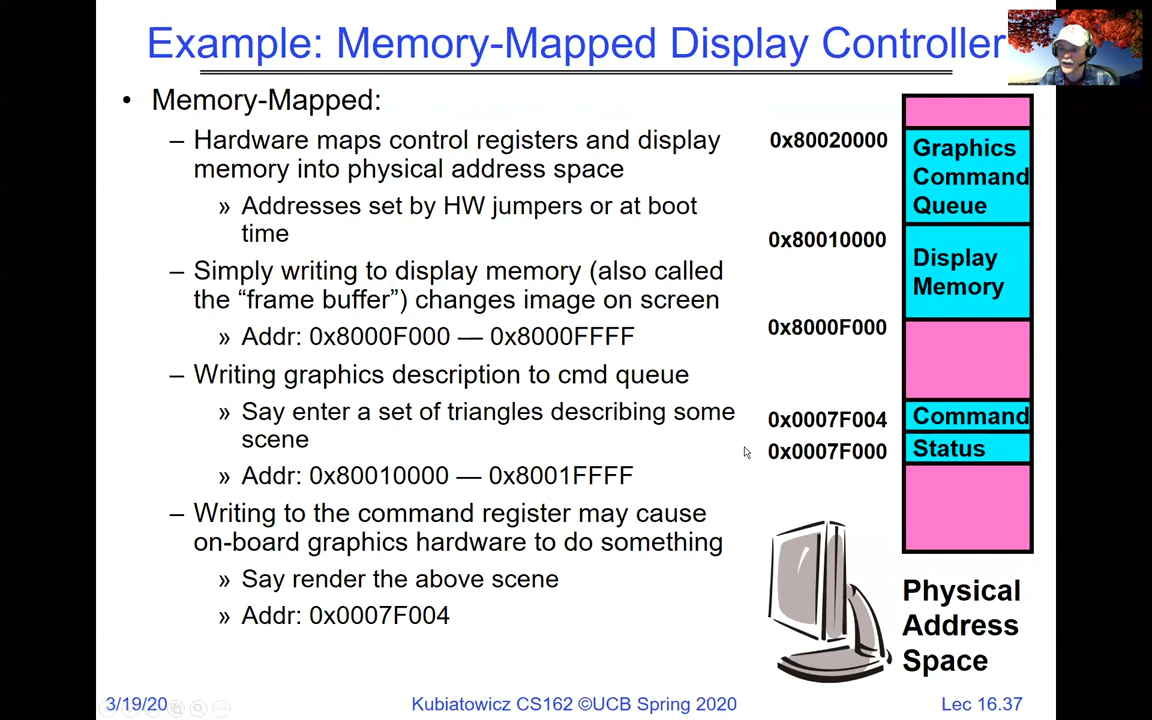 Example: Memory-Mapped Display Controller
• Memory-Mapped:
– Hardware maps control registers and display
memory into physical address space
» Addresses set by HW jumpers or at boot
time
– Simply writing to display memory (also called
the “frame buffer”) changes image on screen
» Addr: 0x8000F000 — 0x8000FFFF
– Writing graphics description to cmd queue
» Say enter a set of triangles describing some
scene
» Addr: 0x80010000 — 0x8001FFFF
– Writing to the command register may cause
on-board graphics hardware to do something
» Say render the above scene
» Addr: 0x0007F004
0x80020000
Graphics
Command
Queue
0x80010000
Display
Memory
0x8000F000
0x0007F004
Command
0x0007F000
Status
Physical
Address
Space
3/19/20
Kubiatowicz CS162 ©UCB Spring 2020
Lec 16.37